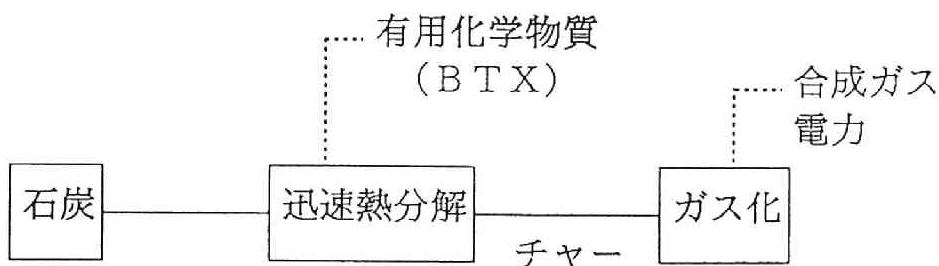 有用化学物質
（ＢＴＸ）
合成ガス
電力
石炭
迅速熱分解
ガス化
チャー